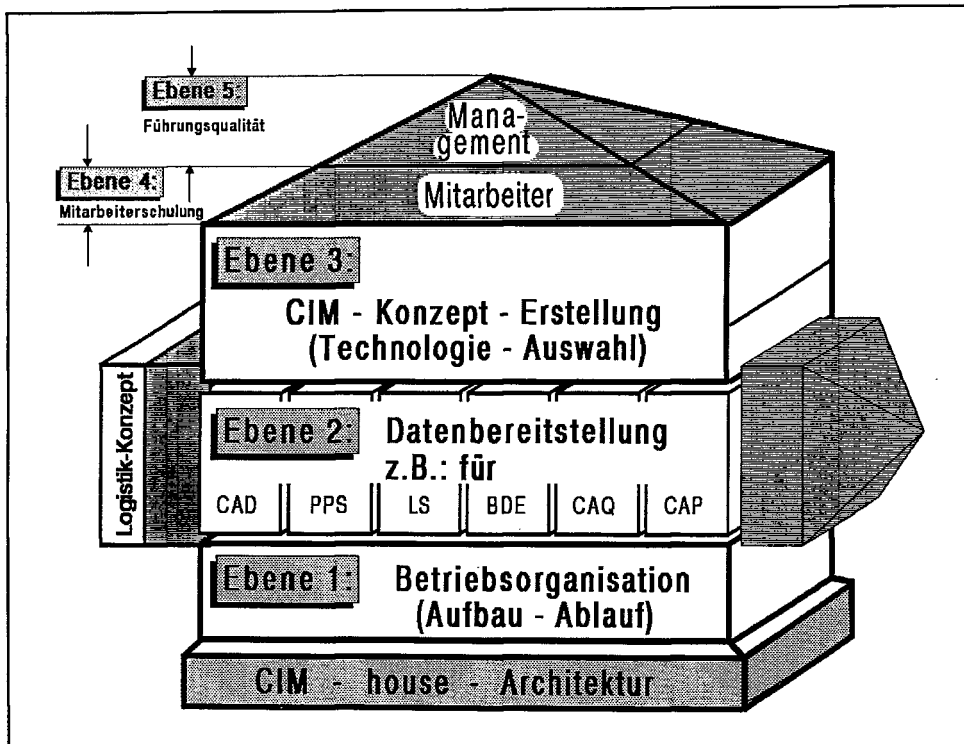 Ebene 5:
Führungsqualität
Mana-
gement
Ebene 4:
Mitarbeiterschulung
Mitarbeiter
Ebene 3:
CIM - Konzept - Erstellung
(Technologie - Auswahl)
Logistik-Konzept
Ebene 2: Datenbereitstellung
z.B.: für
CAD PPS LS BDE CAQ CAP
Ebene 1: Betriebsorganisation
(Aufbau - Ablauf)
CIM - house - Architektur